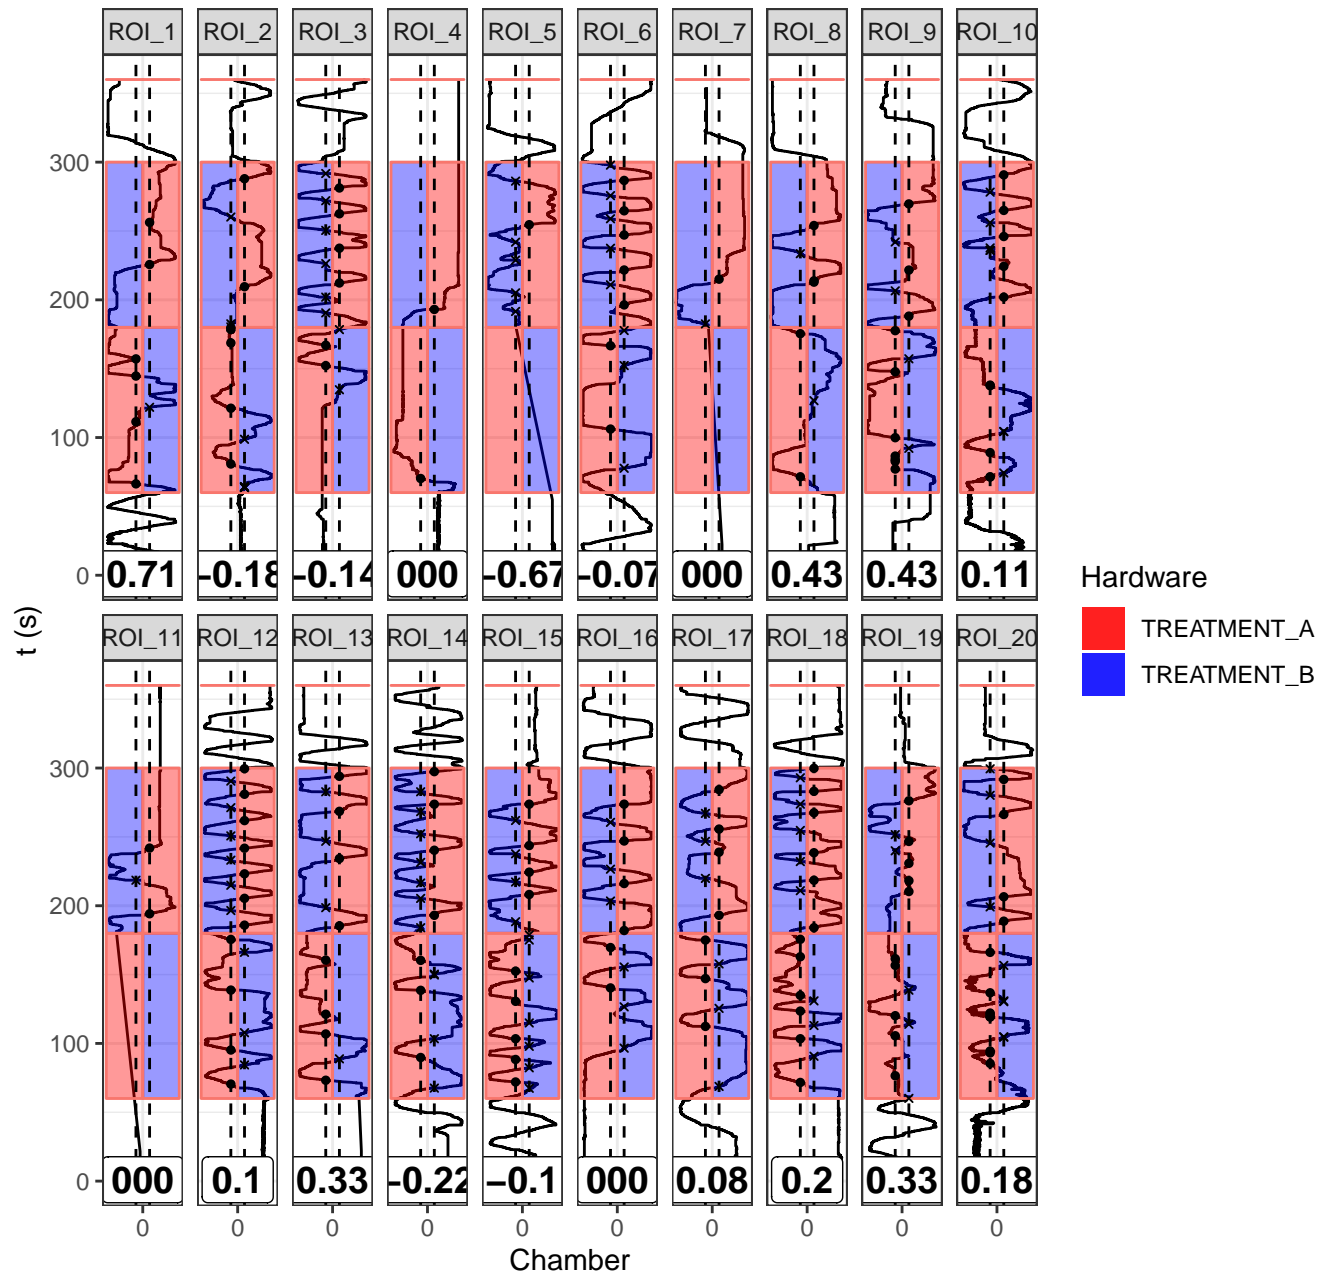 ROI_1 ROI_2 ROI_3 ROI_4 ROI_5 ROI_6 ROI_7 ROI_8 ROI_9 ROI_10
300
200
100
0
0.71 −0.18 −0.14 000 −0.67 −0.07 000 0.43 0.43 0.11
t (s)
ROI_11 ROI_12 ROI_13 ROI_14 ROI_15 ROI_16 ROI_17 ROI_18 ROI_19 ROI_20
300
200
100
0
000 0.1 0.33 −0.22 −0.1 000 0.08 0.2 0.33 0.18
0 0 0 0 0 0 0 0 0 0
Chamber
Hardware
TREATMENT_A
TREATMENT_B